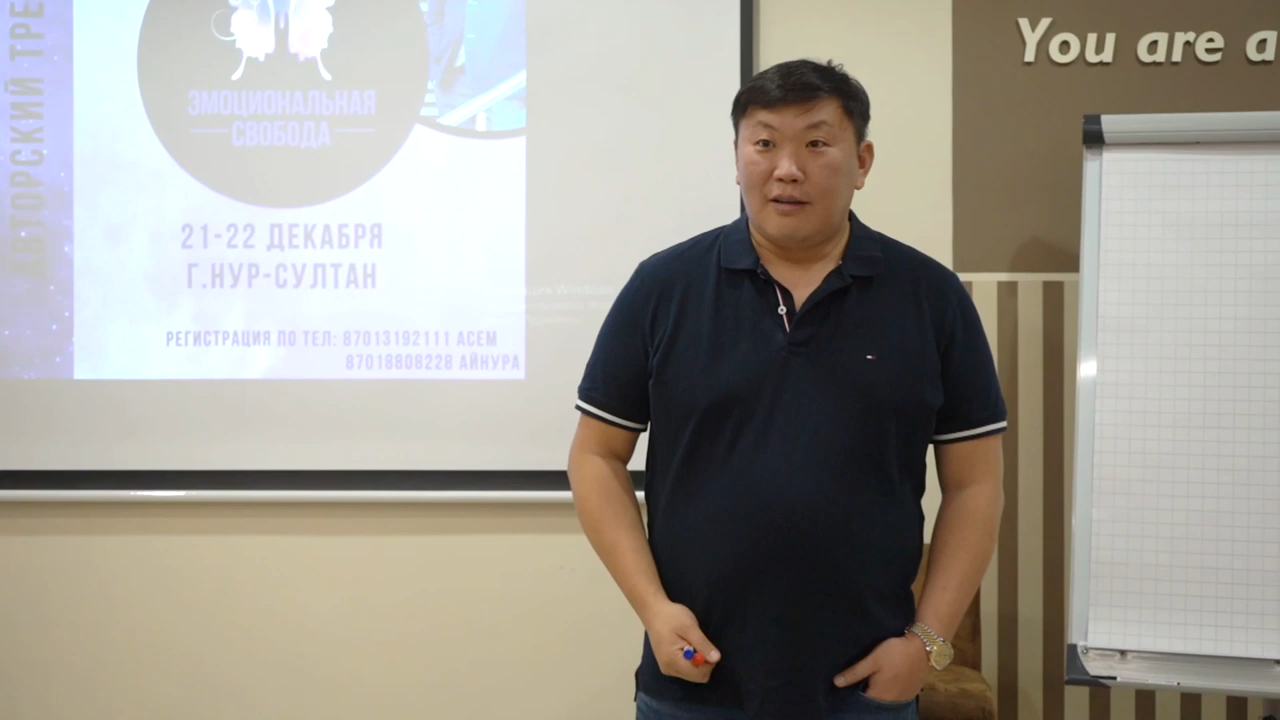 АВТОРСКИЙ ТРЕ
ЭМОЦИОНАЛЬНАЯ
СВОБОДА
21-22 ДЕКАБРЯ
Г.НУР-СУЛТАН
РЕГИСТРАЦИЯ ПО ТЕЛ: 87013192111 АСЕМ
87018808228 АЙНУРА
You are a